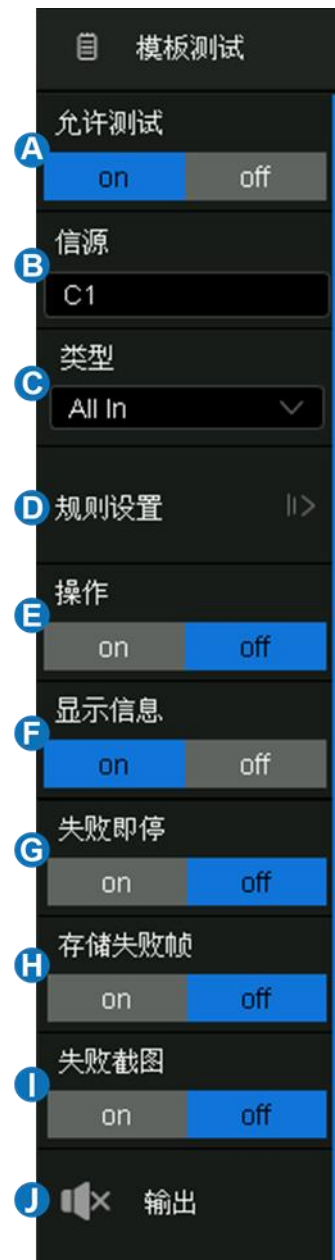 模板测试
允许测试
A
on off
信源
B
C1
类型
C
All In
D 规则设置
操作
E
on off
显示信息
F
on off
失败即停
G
on off
存储失败帧
H
on off
失败截图
I
on off
J 输出